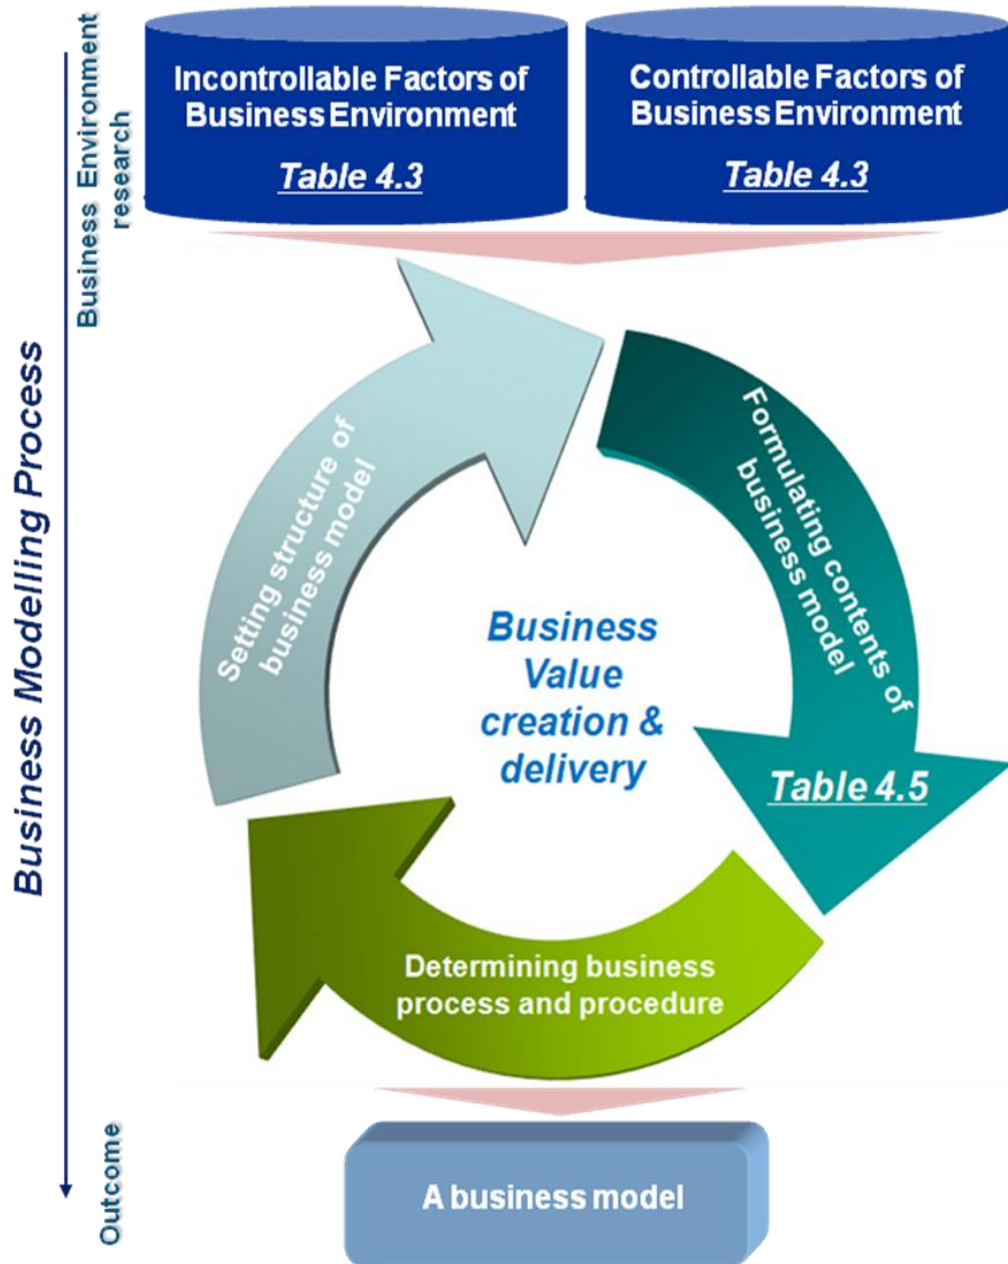 Business Modelling Process
Business Environment
research
Incontrollable Factors of
Business Environment
Table 4.3
Controllable Factors of
Business Environment
Table 4.3
Setting structure of
business model
Formulating contents of
business model
Table 4.5
Business
Value
creation &
delivery
Determining business
process and procedure
Outcome
A business model